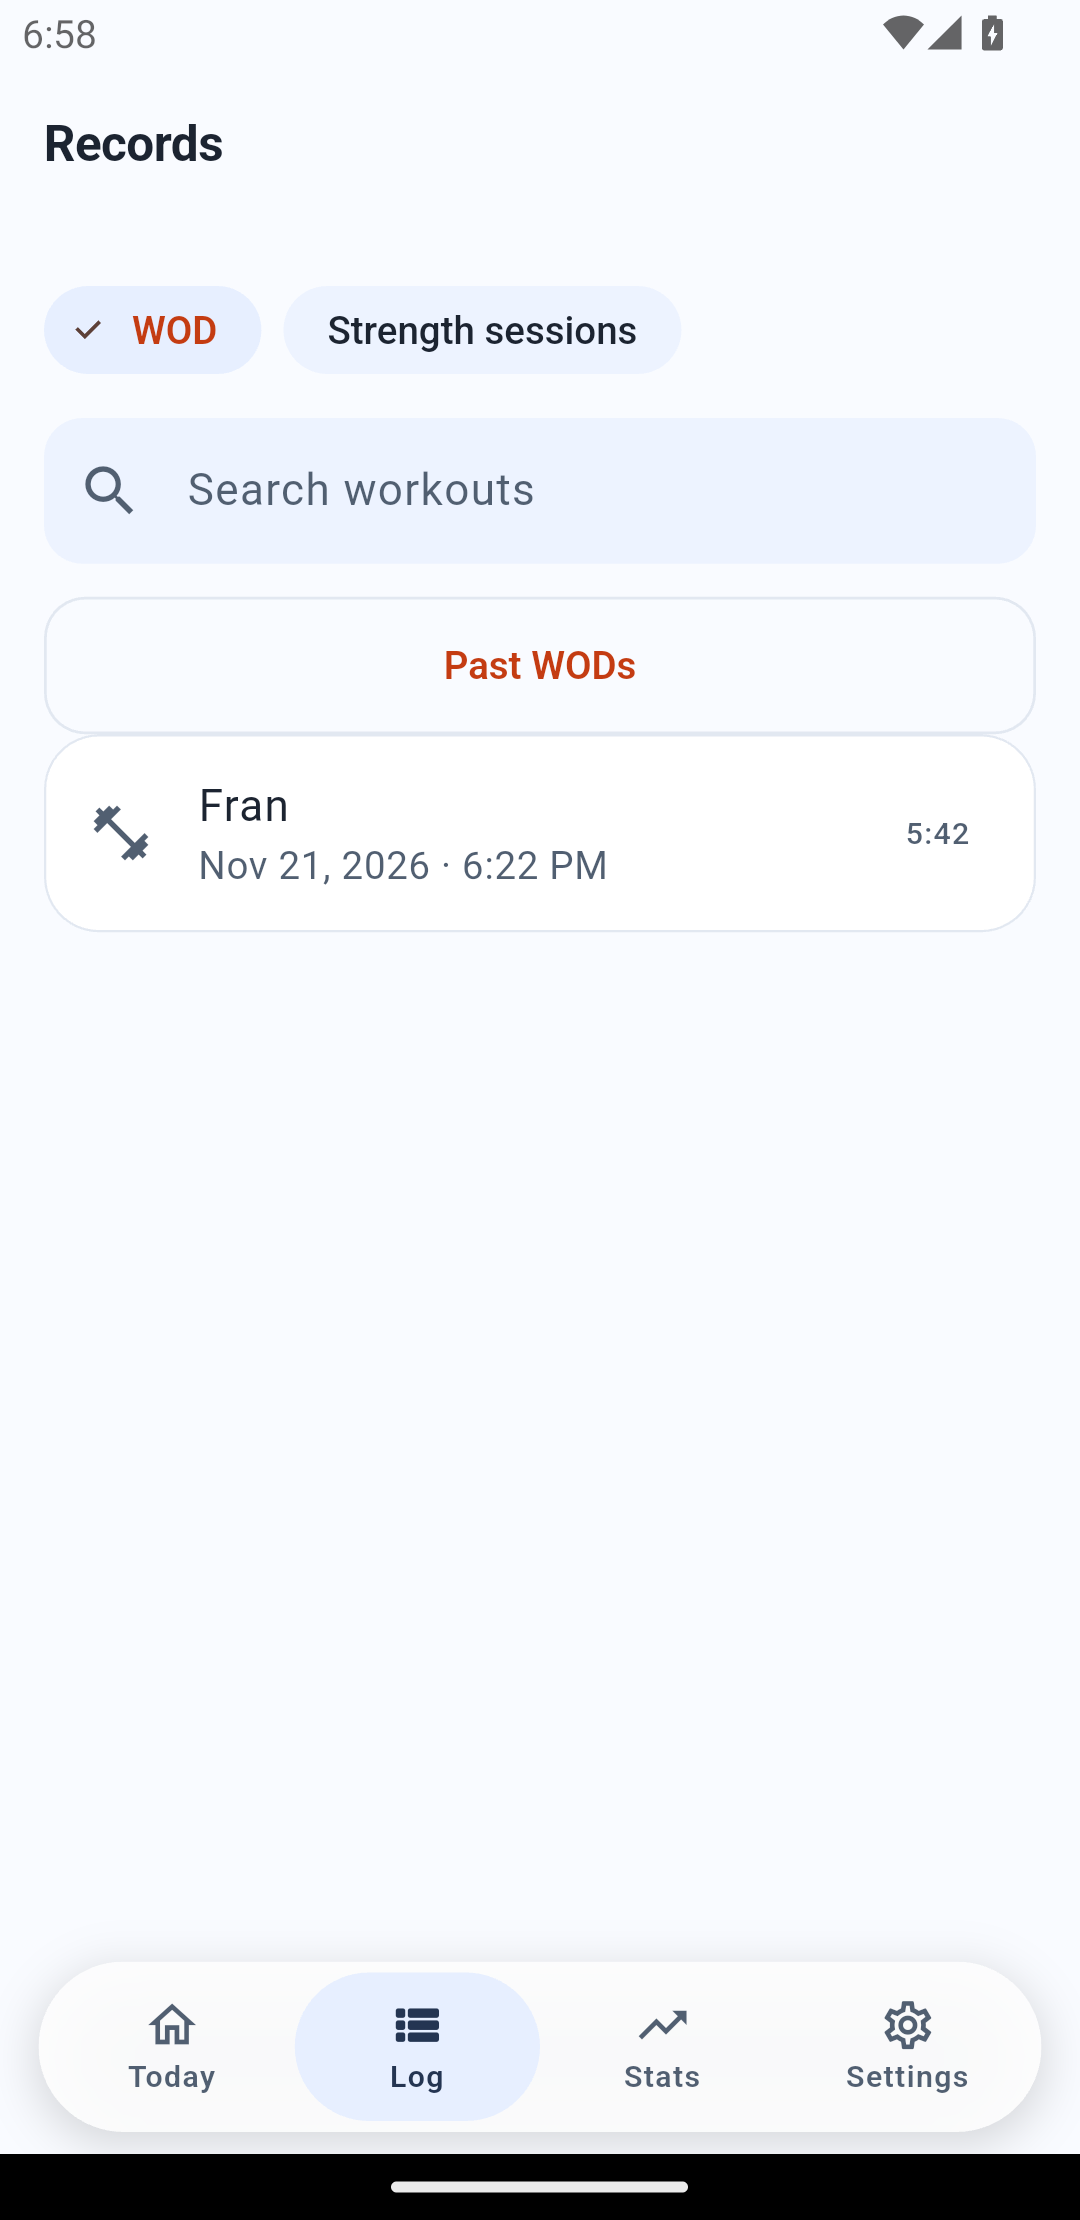 6:58
Records
WOD
Strength sessions
Search workouts
Past WODs
Fran
Nov 21, 2026 · 6:22 PM
5:42
Today
Log
Stats
Settings